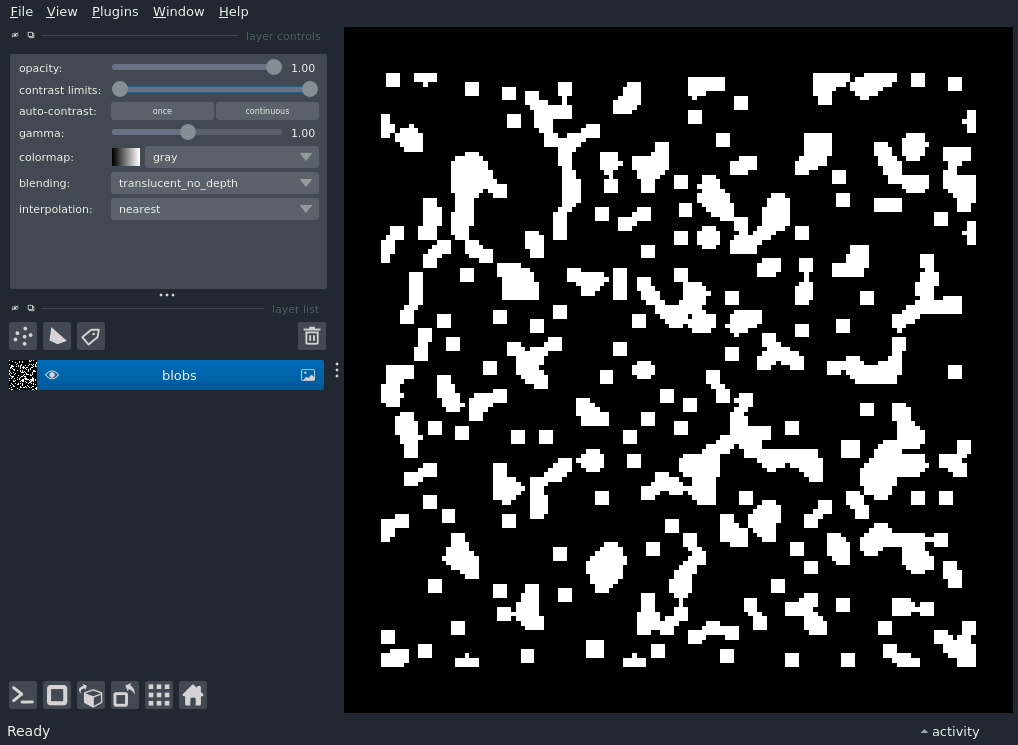 File View Plugins Window Help
layer controls
opacity: 1.00
contrast limits:
auto-contrast: once continuous
gamma: 1.00
colormap: gray
blending: translucent_no_depth
interpolation: nearest
layer list
blobs
Ready activity